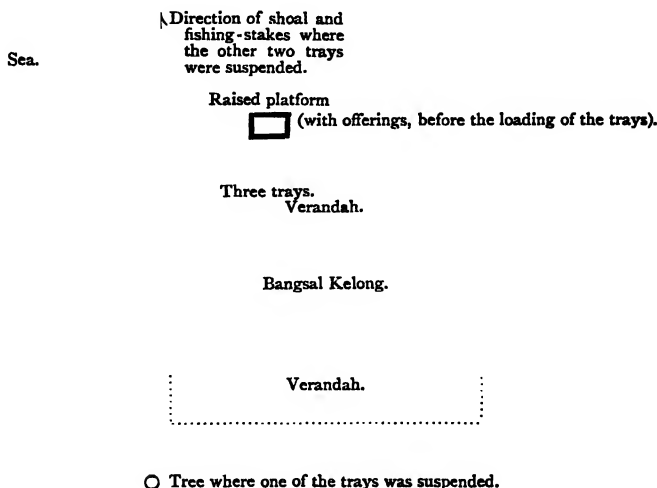 Direction of shoal and
fishing-stakes where
the other two trays
were suspended.
Sea.
Raised platform
(with offerings, before the loading of the trays).
Three trays.
Verandah.
Bangsal Kelong.
Verandah.
Tree where one of the trays was suspended.